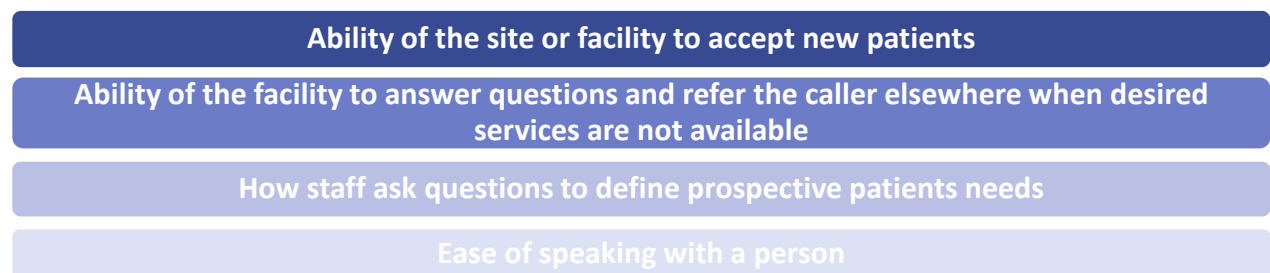 Ability of the site or facility to accept new patients
Ability of the facility to answer questions and refer the caller elsewhere when desired
services are not available
How staff ask questions to define prospective patients needs
Ease of speaking with a person